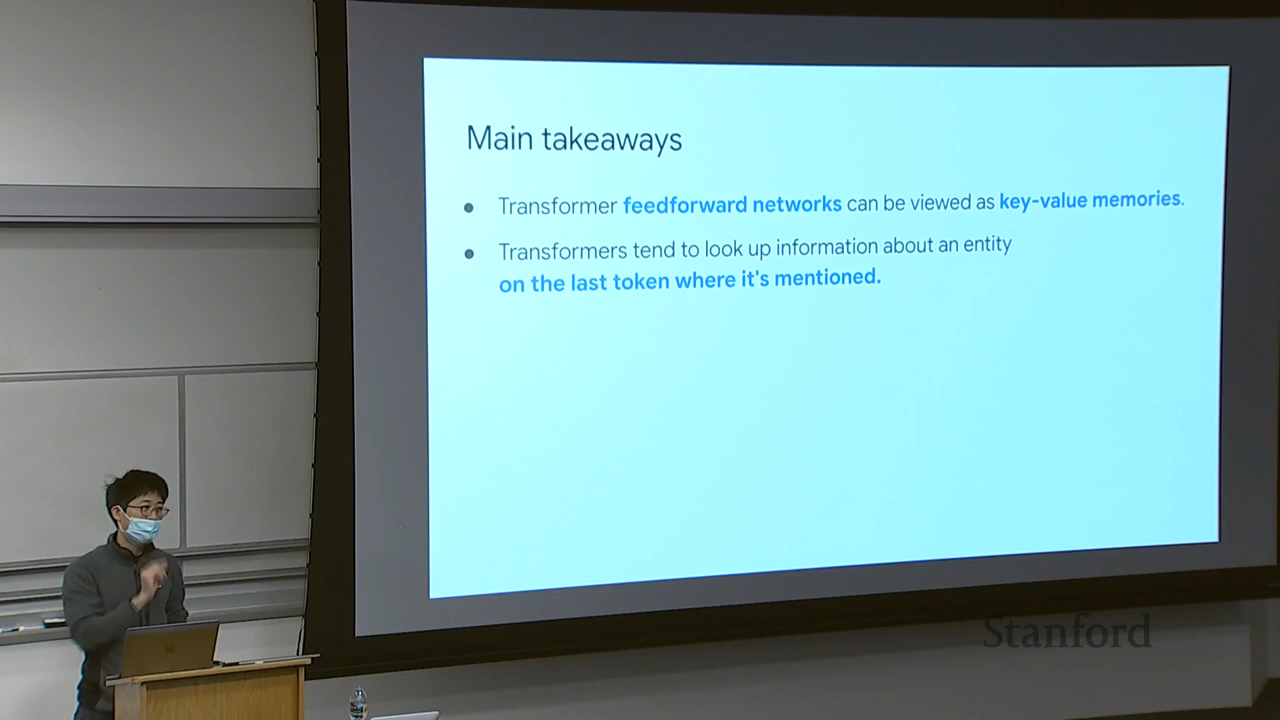 Main takeaways
● Transformer feedforward networks can be viewed as key-value memories.
● Transformers tend to look up information about an entity
on the last token where it's mentioned.
Stanford